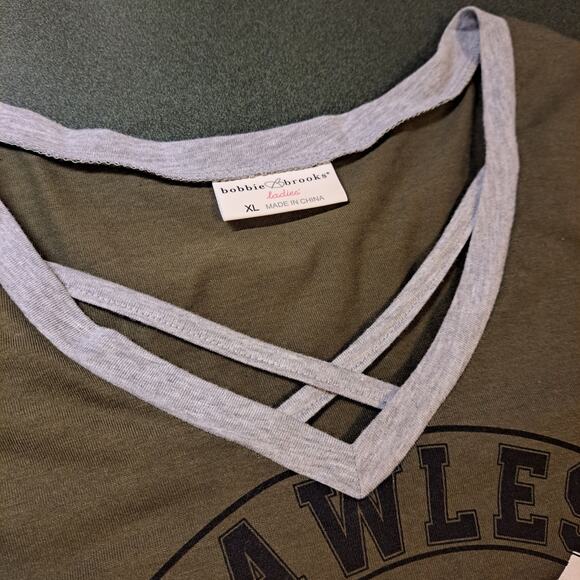 bobbie brooks®
ladies'
XL MADE IN CHINA
AWLES